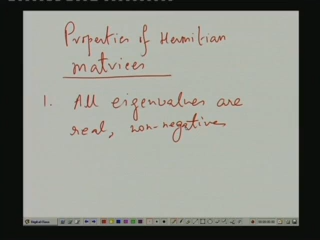 Properties of Hermitian
matrices
1. All eigenvalues are
real, non-negative